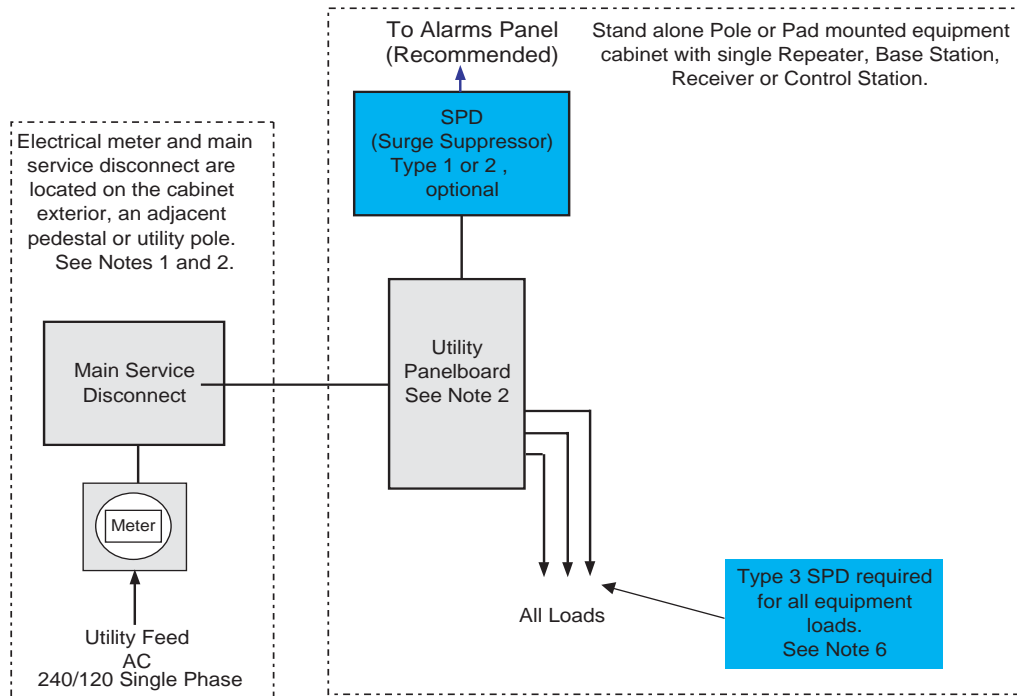 To Alarms Panel
(Recommended)
Stand alone Pole or Pad mounted equipment
cabinet with single Repeater, Base Station,
Receiver or Control Station.
SPD
(Surge Suppressor)
Type 1 or 2 ,
optional
Electrical meter and main
service disconnect are
located on the cabinet
exterior, an adjacent
pedestal or utility pole.
See Notes 1 and 2.
Main Service
Disconnect
Utility
Panelboard
See Note 2
Meter
Utility Feed
AC
240/120 Single Phase
All Loads
Type 3 SPD required
for all equipment
loads.
See Note 6